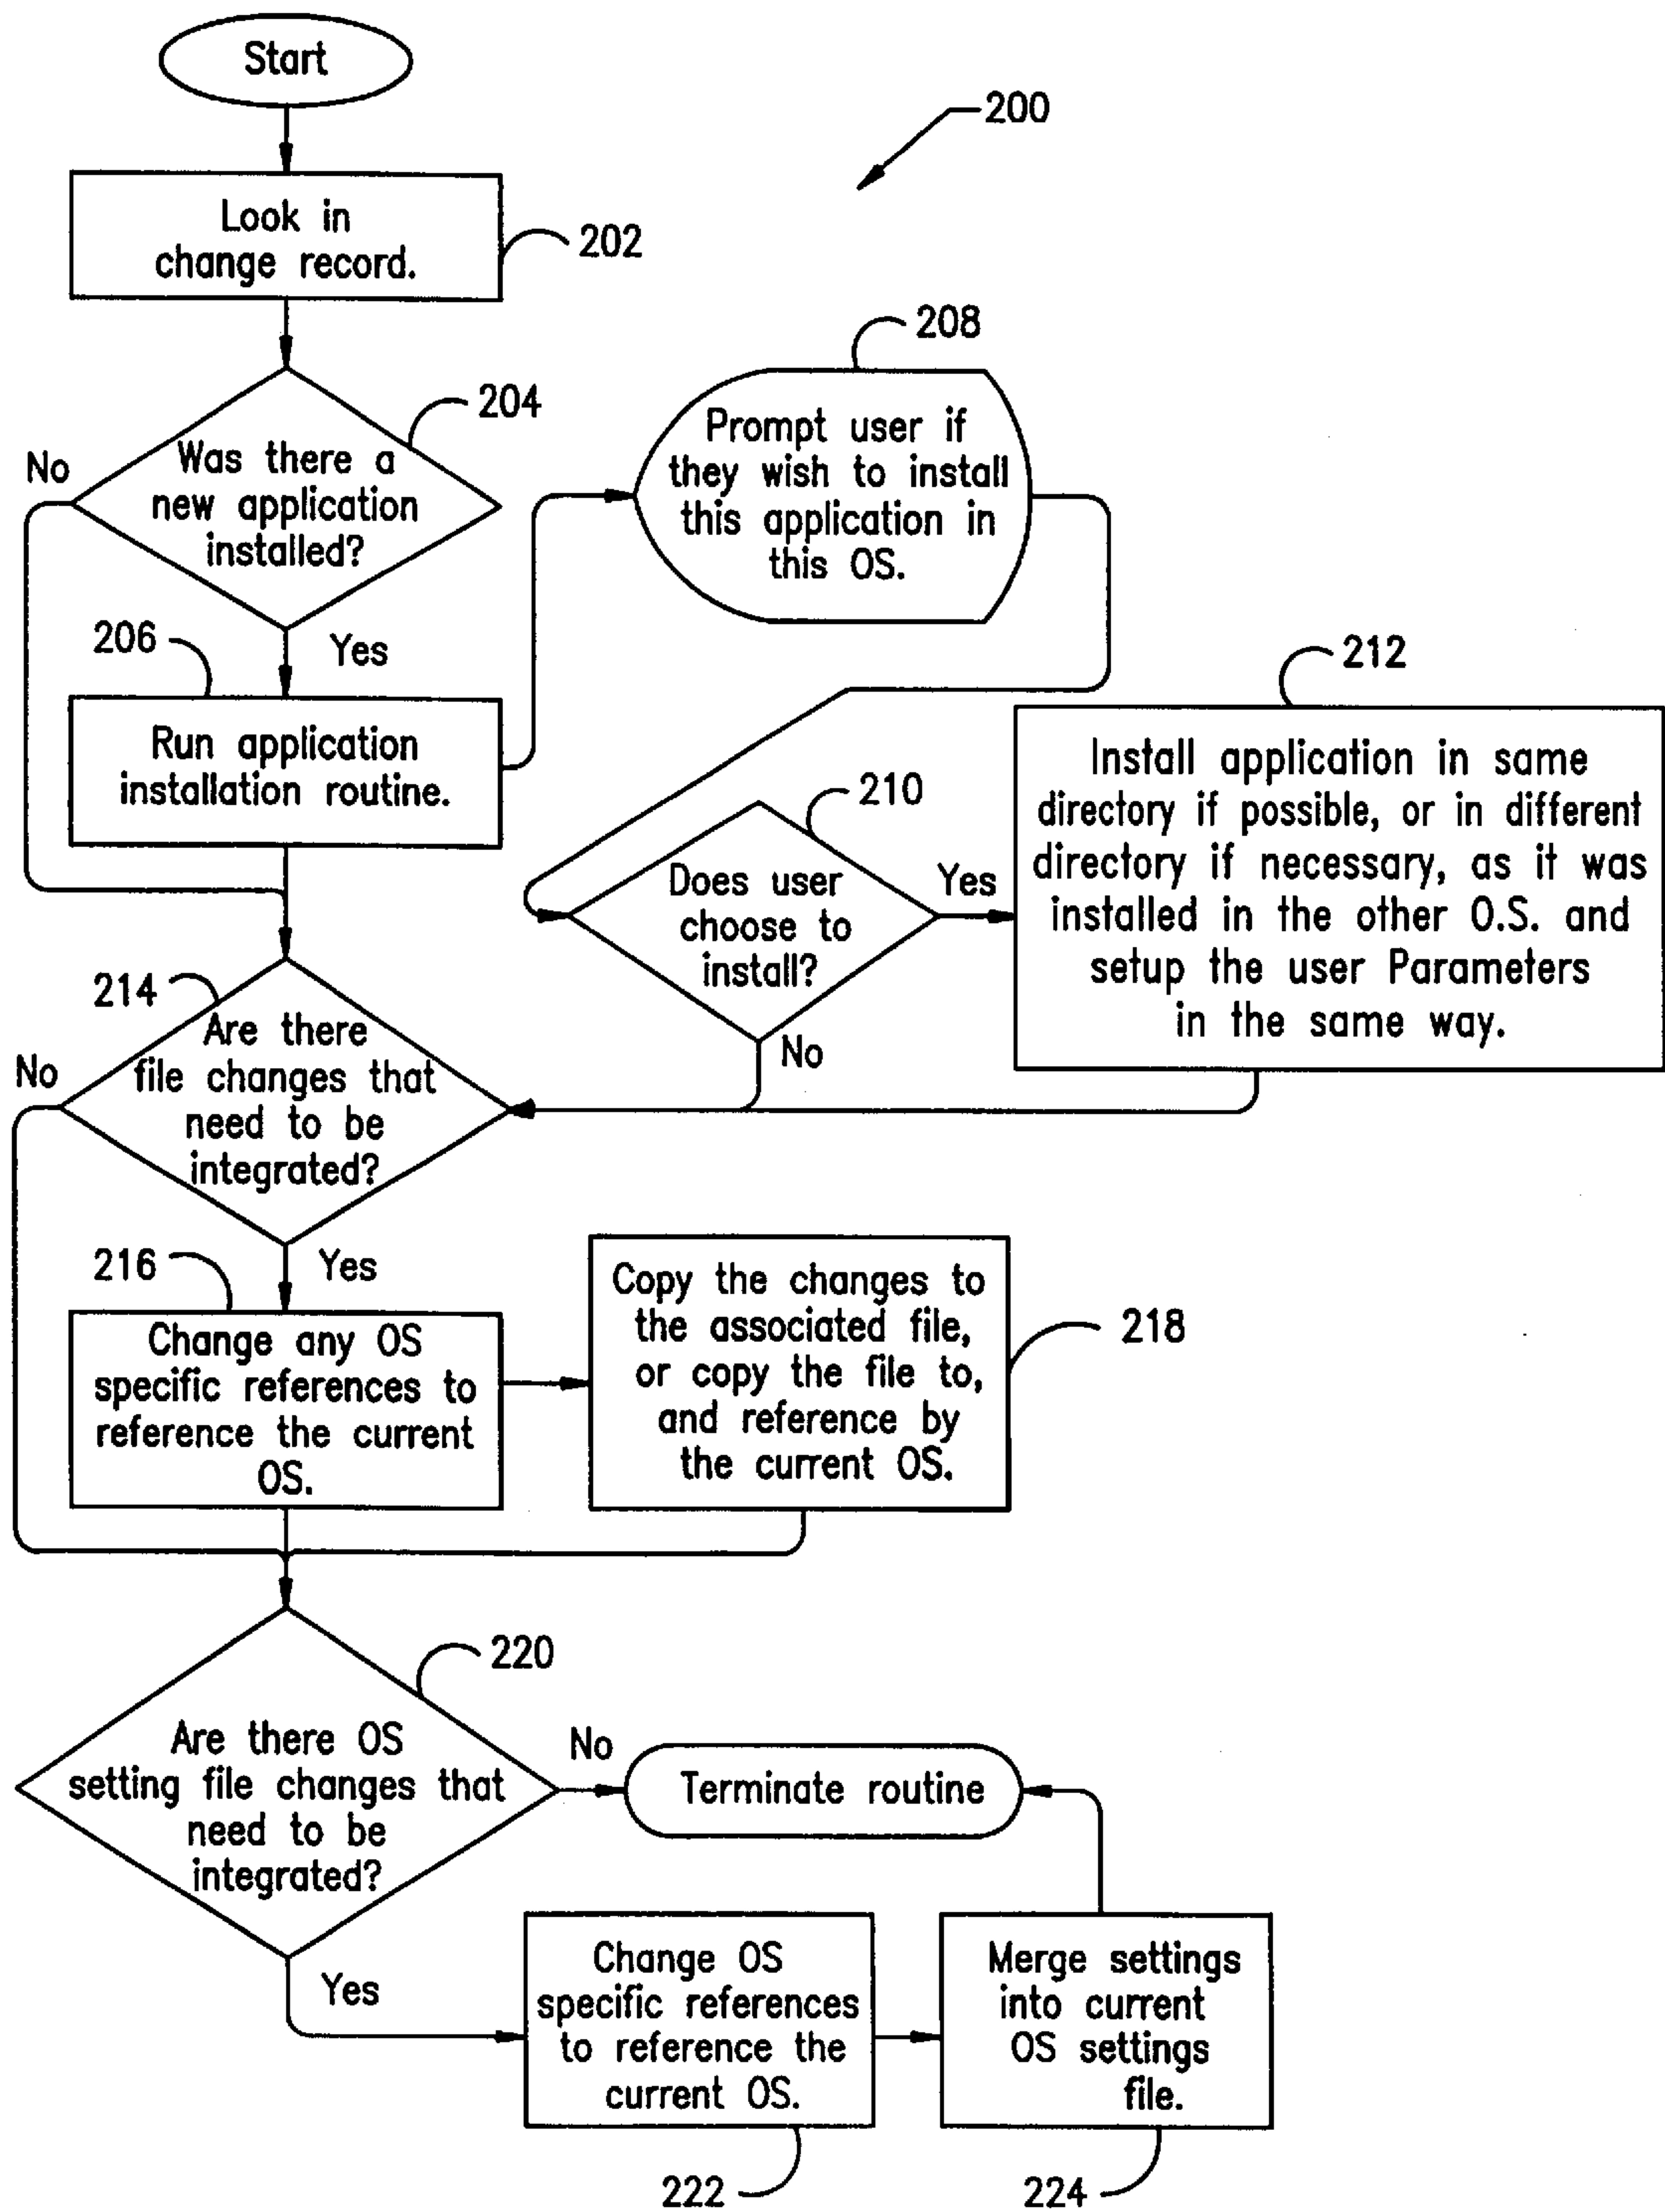 Start
200
Look in
change record.
202
204
No
Was there a
new application
installed?
Yes
206
Run application
installation routine.
208
Prompt user if
they wish to install
this application in
this OS.
210
Does user
choose to
install?
Yes
No
212
Install application in same
directory if possible, or in different
directory if necessary, as it was
installed in the other O.S. and
setup the user Parameters
in the same way.
214
No
Are there
file changes that
need to be
integrated?
Yes
216
Change any OS
specific references to
reference the current
OS.
Copy the changes to
the associated file,
or copy the file to,
and reference by
the current OS.
218
220
Are there OS
setting file changes that
need to be
integrated?
No
Terminate routine
Yes
Change OS
specific references
to reference the
current OS.
222
Merge settings
into current
OS settings
file.
224